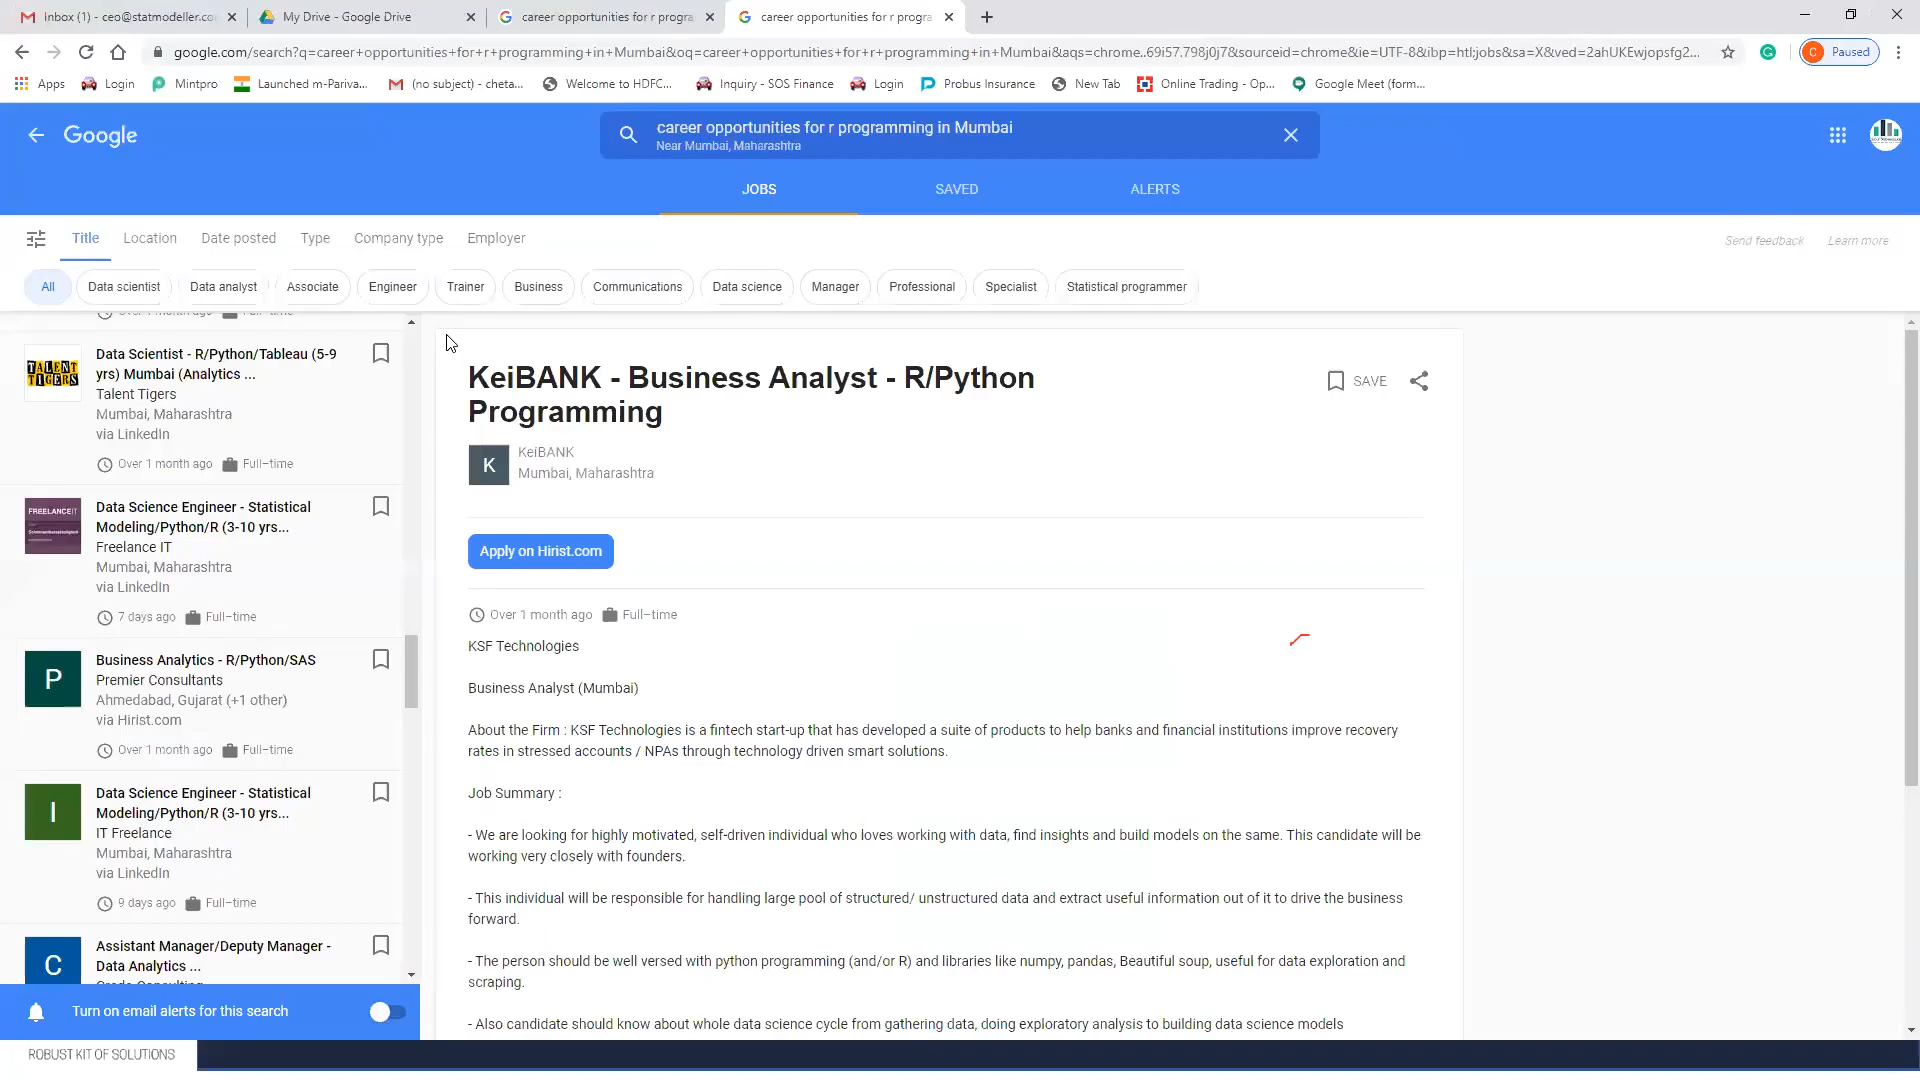 Inbox (1) - ceo@statmodeller.co
My Drive - Google Drive
career opportunities for r progra
career opportunities for r progra
google.com/search?q=career+opportunities+for+r+programming+in+Mumbai&oq=career+opportunities+for+r+programming+in+Mumbai&aqs=chrome..69i57.798j0j7&sourceid=chrome&ie=UTF-8&ibp=htl;jobs&sa=X&ved=2ahUKEwjopsfg2...
C Paused
Apps
Login
Mintpro
Launched m-Pariva...
(no subject) - cheta...
Welcome to HDFC...
Inquiry - SOS Finance
Login
Probus Insurance
New Tab
Online Trading - Op...
Google Meet (form...
Google
career opportunities for r programming in Mumbai
Near Mumbai, Maharashtra
JOBS
SAVED
ALERTS
Title
Location
Date posted
Type
Company type
Employer
Send feedback
Learn more
All
Data scientist
Data analyst
Associate
Engineer
Trainer
Business
Communications
Data science
Manager
Professional
Specialist
Statistical programmer
Over 1 month ago Full-time
TALENT
TIGERS
Data Scientist - R/Python/Tableau (5-9
yrs) Mumbai (Analytics ...
Talent Tigers
Mumbai, Maharashtra
via LinkedIn
Over 1 month ago Full-time
FREELANCEIT
Data Science Engineer - Statistical
Modeling/Python/R (3-10 yrs...
Freelance IT
Mumbai, Maharashtra
via LinkedIn
7 days ago Full-time
P
Business Analytics - R/Python/SAS
Premier Consultants
Ahmedabad, Gujarat (+1 other)
via Hirist.com
Over 1 month ago Full-time
I
Data Science Engineer - Statistical
Modeling/Python/R (3-10 yrs...
IT Freelance
Mumbai, Maharashtra
via LinkedIn
9 days ago Full-time
C
Assistant Manager/Deputy Manager -
Data Analytics ...
Turn on email alerts for this search
KeiBANK - Business Analyst - R/Python
Programming
SAVE
K
KeiBANK
Mumbai, Maharashtra
Apply on Hirist.com
Over 1 month ago Full-time
KSF Technologies
Business Analyst (Mumbai)
About the Firm : KSF Technologies is a fintech start-up that has developed a suite of products to help banks and financial institutions improve recovery
rates in stressed accounts / NPAs through technology driven smart solutions.
Job Summary :
- We are looking for highly motivated, self-driven individual who loves working with data, find insights and build models on the same. This candidate will be
working very closely with founders.
- This individual will be responsible for handling large pool of structured/ unstructured data and extract useful information out of it to drive the business
forward.
- The person should be well versed with python programming (and/or R) and libraries like numpy, pandas, Beautiful soup, useful for data exploration and
scraping.
- Also candidate should know about whole data science cycle from gathering data, doing exploratory analysis to building data science models
ROBUST KIT OF SOLUTIONS